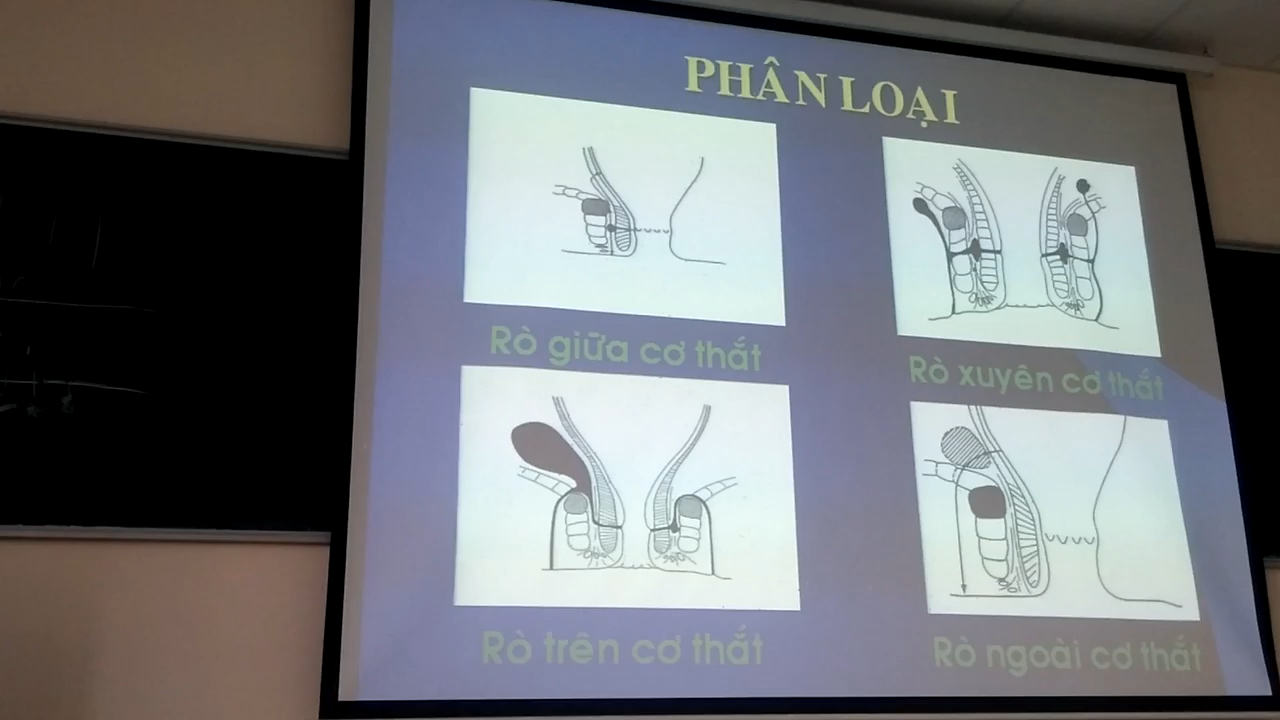 PHÂN LOẠI
Rò giữa cơ thắt
Rò xuyên cơ thắt
Rò trên cơ thắt
Rò ngoài cơ thắt